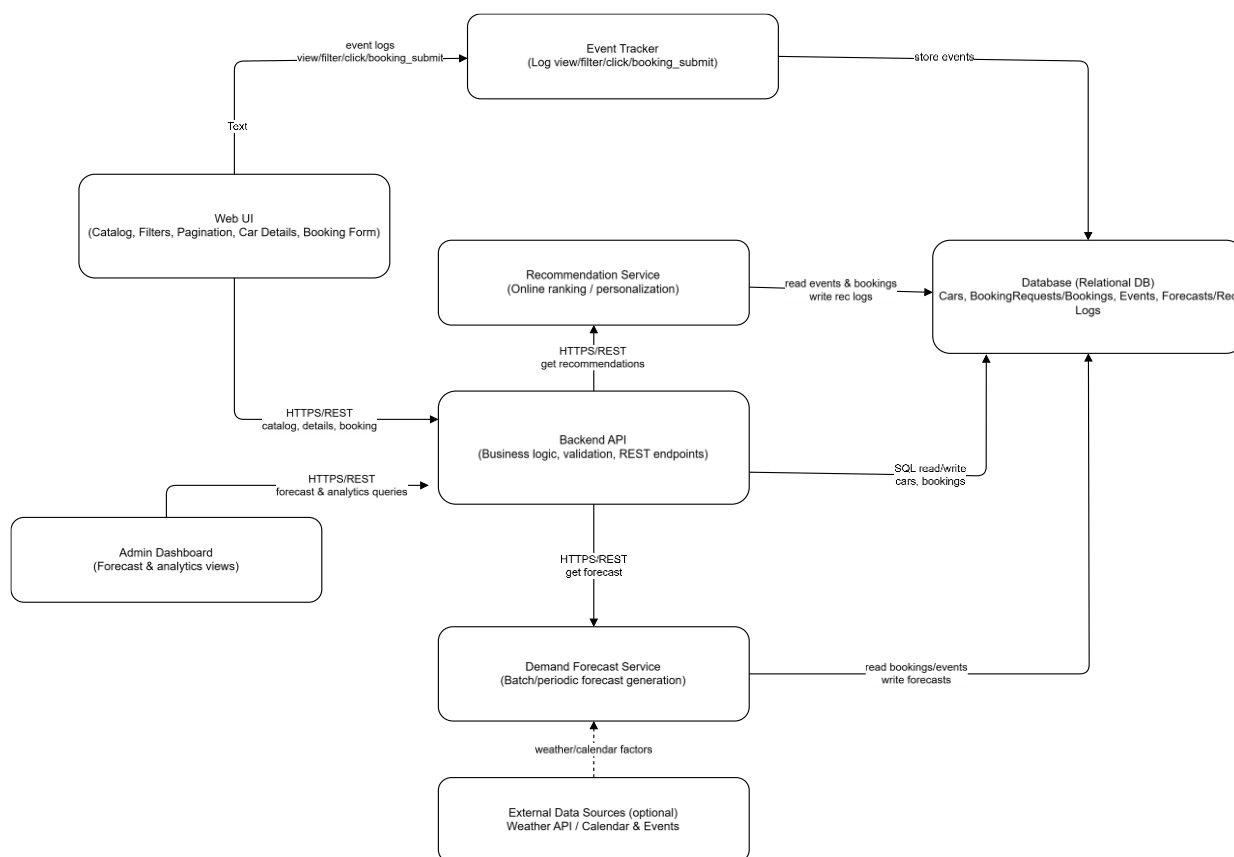 event logs
view/filter/click/booking_submit
Event Tracker
(Log view/filter/click/booking_submit)
store events
Text
Web UI
(Catalog, Filters, Pagination, Car Details, Booking Form)
Recommendation Service
(Online ranking / personalization)
read events & bookings
write rec logs
Database (Relational DB)
Cars, BookingRequests/Bookings, Events, Forecasts/Rec
Logs
HTTPS/REST
get recommendations
HTTPS/REST
catalog, details, booking
Backend API
(Business logic, validation, REST endpoints)
SQL read/write
cars, bookings
HTTPS/REST
forecast & analytics queries
Admin Dashboard
(Forecast & analytics views)
HTTPS/REST
get forecast
Demand Forecast Service
(Batch/periodic forecast generation)
read bookings/events
write forecasts
weather/calendar factors
External Data Sources (optional)
Weather API / Calendar & Events